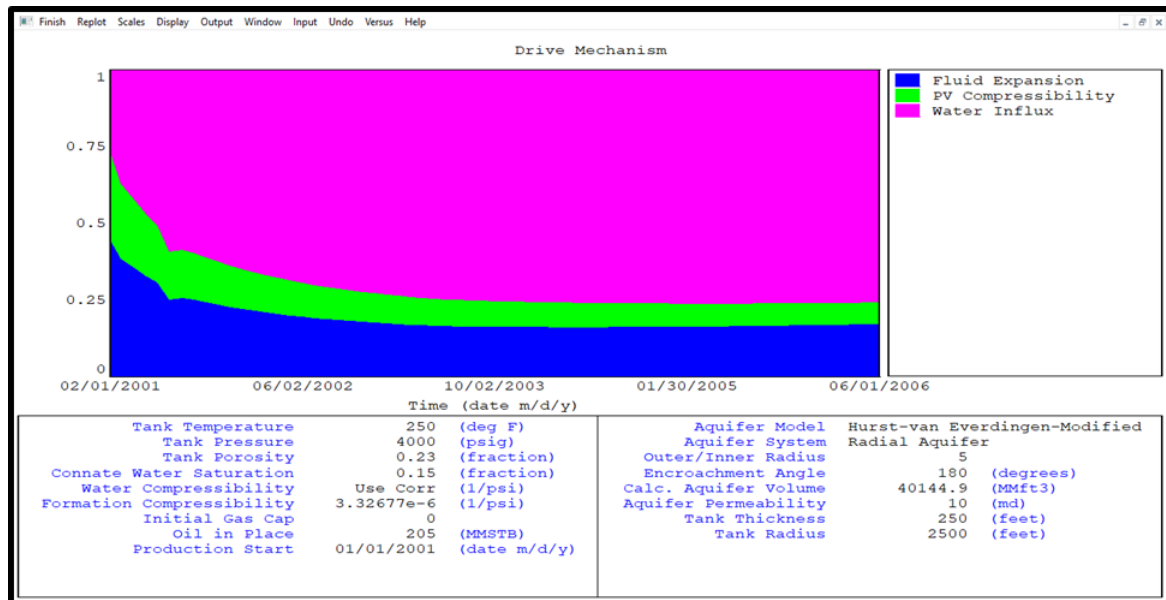 Finish Replot Scales Display Output Window Input Undo Versus Help
Drive Mechanism
1
0.75
0.5
0.25
0
02/01/2001 06/02/2002 10/02/2003 01/30/2005 06/01/2006
Time (date m/d/y)
Fluid Expansion
PV Compressibility
Water Influx
Tank Temperature 250 (deg F)
Tank Pressure 4000 (psig)
Tank Porosity 0.23 (fraction)
Connate Water Saturation 0.15 (fraction)
Water Compressibility Use Corr (1/psi)
Formation Compressibility 3.32677e-6 (1/psi)
Initial Gas Cap 0
Oil in Place 205 (MMSTB)
Production Start 01/01/2001 (date m/d/y)
Aquifer Model Hurst-van Everdingen-Modified
Aquifer System Radial Aquifer
Outer/Inner Radius 5
Encroachment Angle 180 (degrees)
Calc. Aquifer Volume 40144.9 (MMft3)
Aquifer Permeability 10 (md)
Tank Thickness 250 (feet)
Tank Radius 2500 (feet)